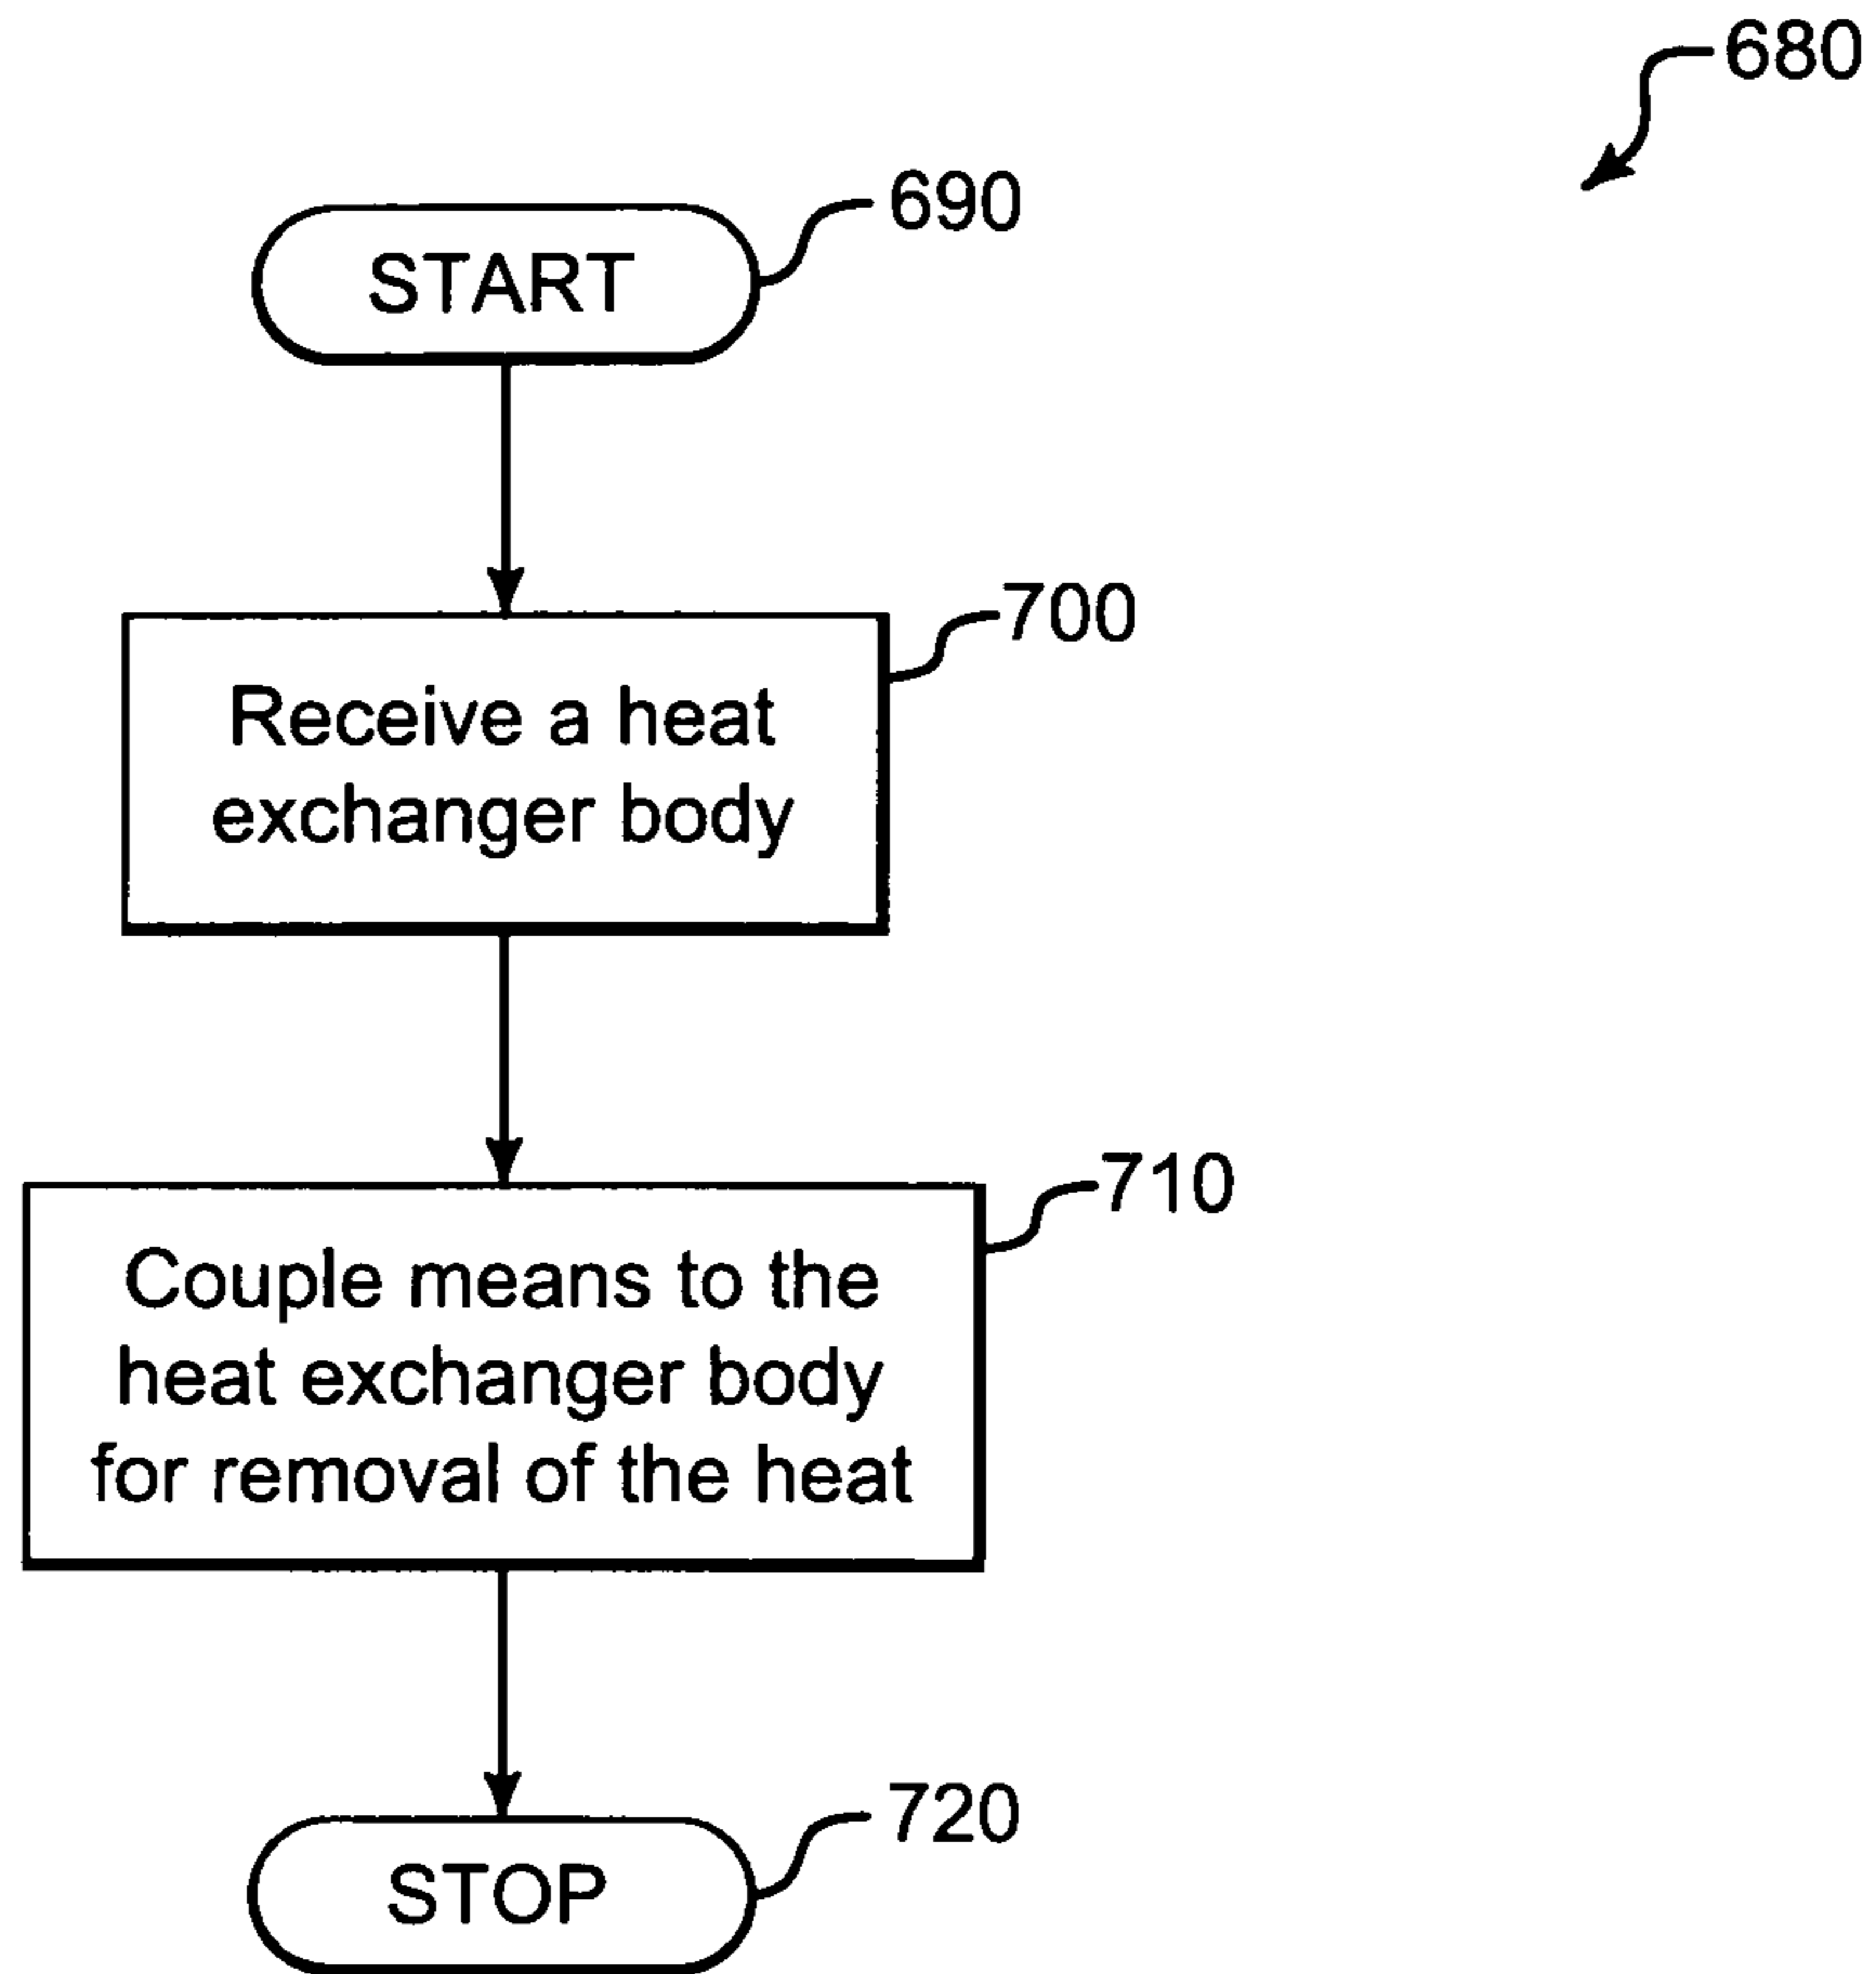 680
690
START
700
Receive a heat
exchanger body
710
Couple means to the
heat exchanger body
for removal of the heat
720
STOP